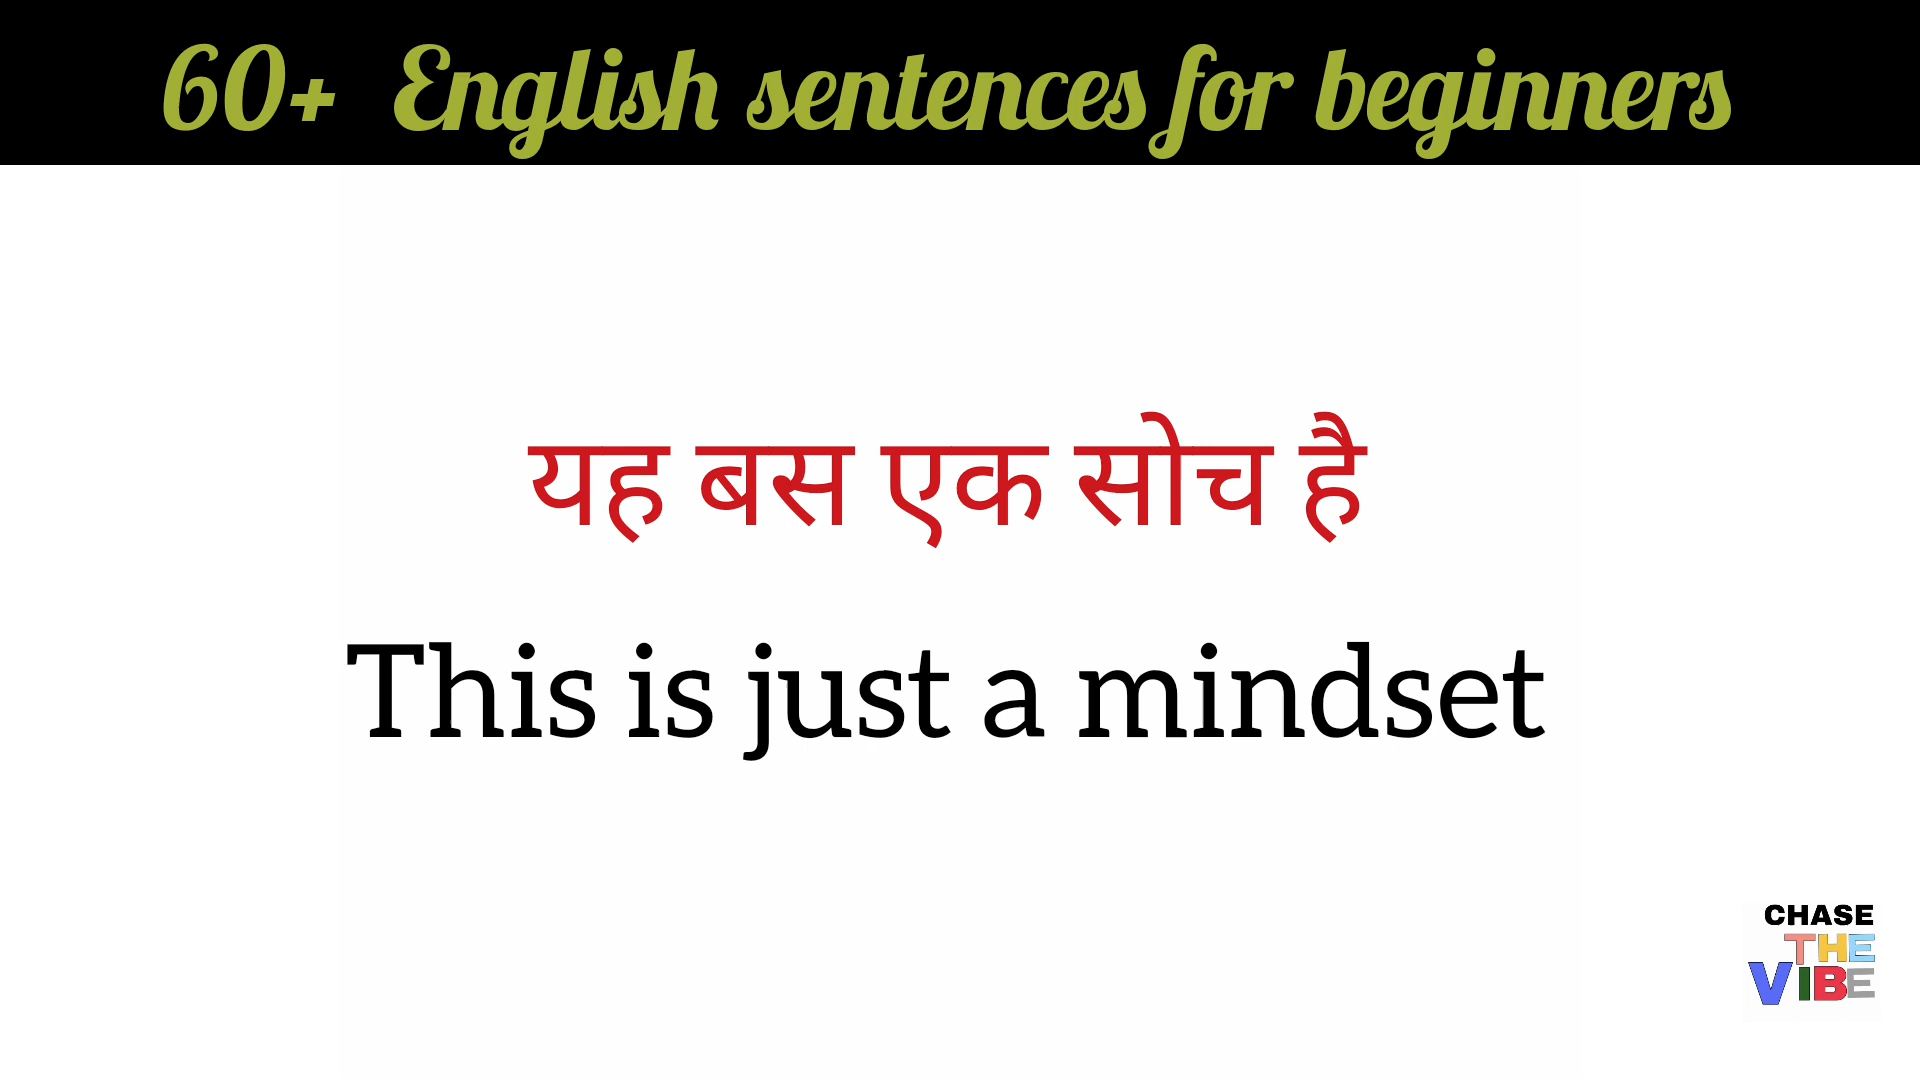 60+ English sentences for beginners
यह बस एक सोच है
This is just a mindset
CHASE
THE
VIBE